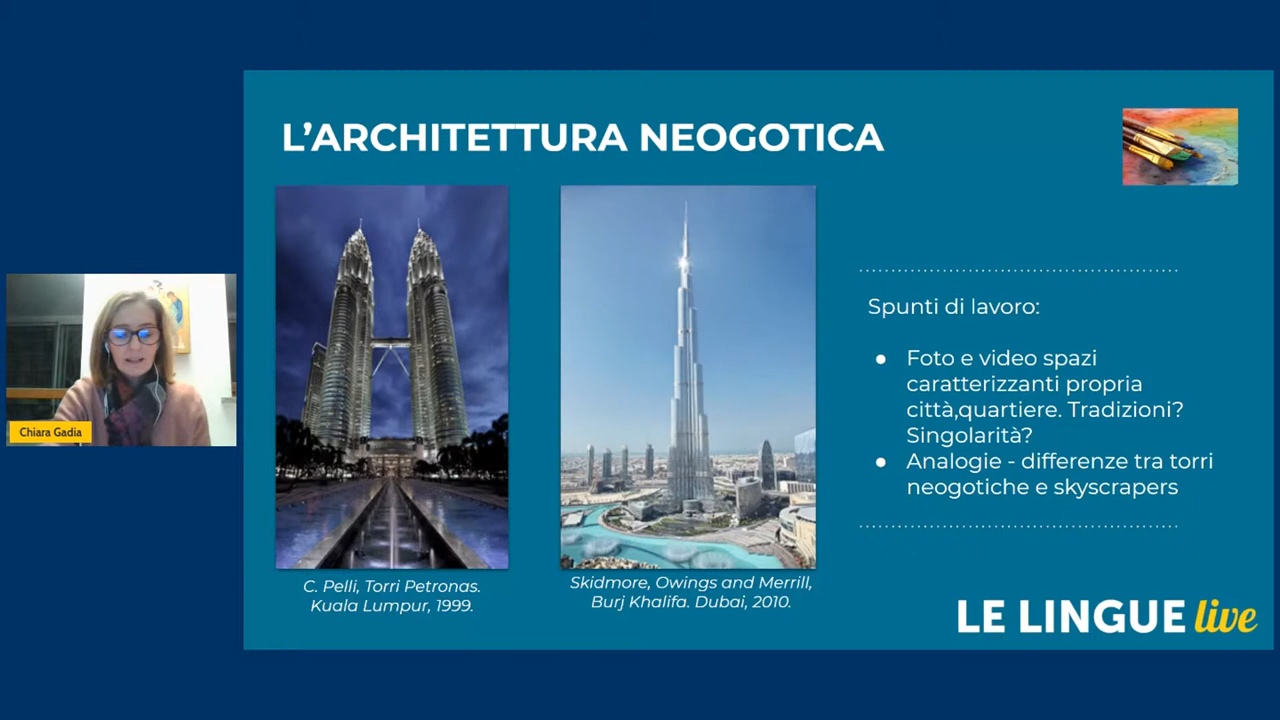 L'ARCHITETTURA NEOGOTICA
Spunti di lavoro:
● Foto e video spazi
caratterizzanti propria
città,quartiere. Tradizioni?
Singolarità?
● Analogie - differenze tra torri
neogotiche e skyscrapers
Chiara Gadia
C. Pelli, Torri Petronas.
Kuala Lumpur, 1999.
Skidmore, Owings and Merrill,
Burj Khalifa. Dubai, 2010.
LE LINGUE live